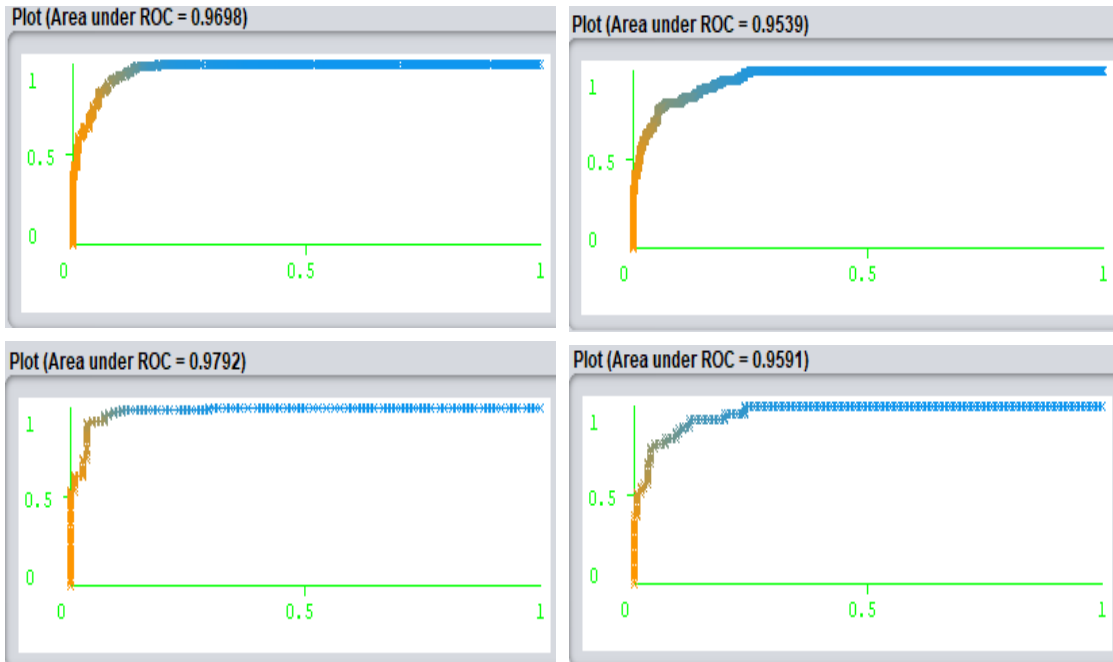 Plot (Area under ROC = 0.9698)
1
0.5
0
0 0.5 1
Plot (Area under ROC = 0.9539)
1
0.5
0
0 0.5 1
Plot (Area under ROC = 0.9792)
1
0.5
0
0 0.5 1
Plot (Area under ROC = 0.9591)
1
0.5
0
0 0.5 1